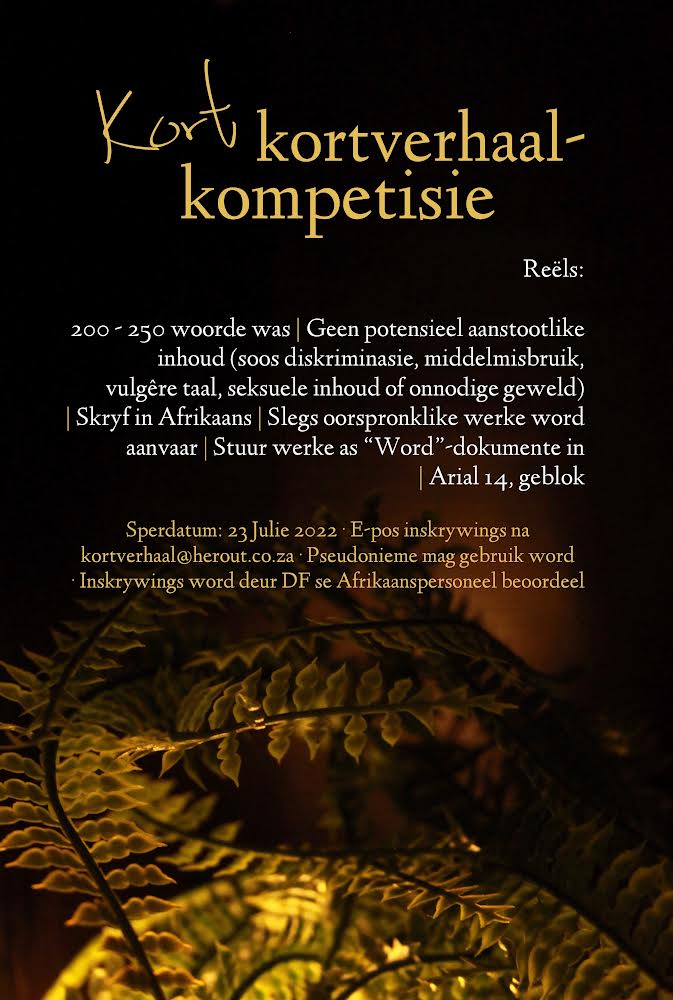 Kort kortverhaal-
kompetisie
Reëls:
200 - 250 woorde was | Geen potensieel aanstootlike
inhoud (soos diskriminasie, middelmisbruik,
vulgêre taal, seksuele inhoud of onnodige geweld)
| Skryf in Afrikaans | Slegs oorspronklike werke word
aanvaar | Stuur werke as “Word”-dokumente in
| Arial 14, geblok
Sperdatum: 23 Julie 2022 · E-pos inskrywings na
kortverhaal@herout.co.za · Pseudonieme mag gebruik word
· Inskrywings word deur DF se Afrikaanspersoneel beoordeel